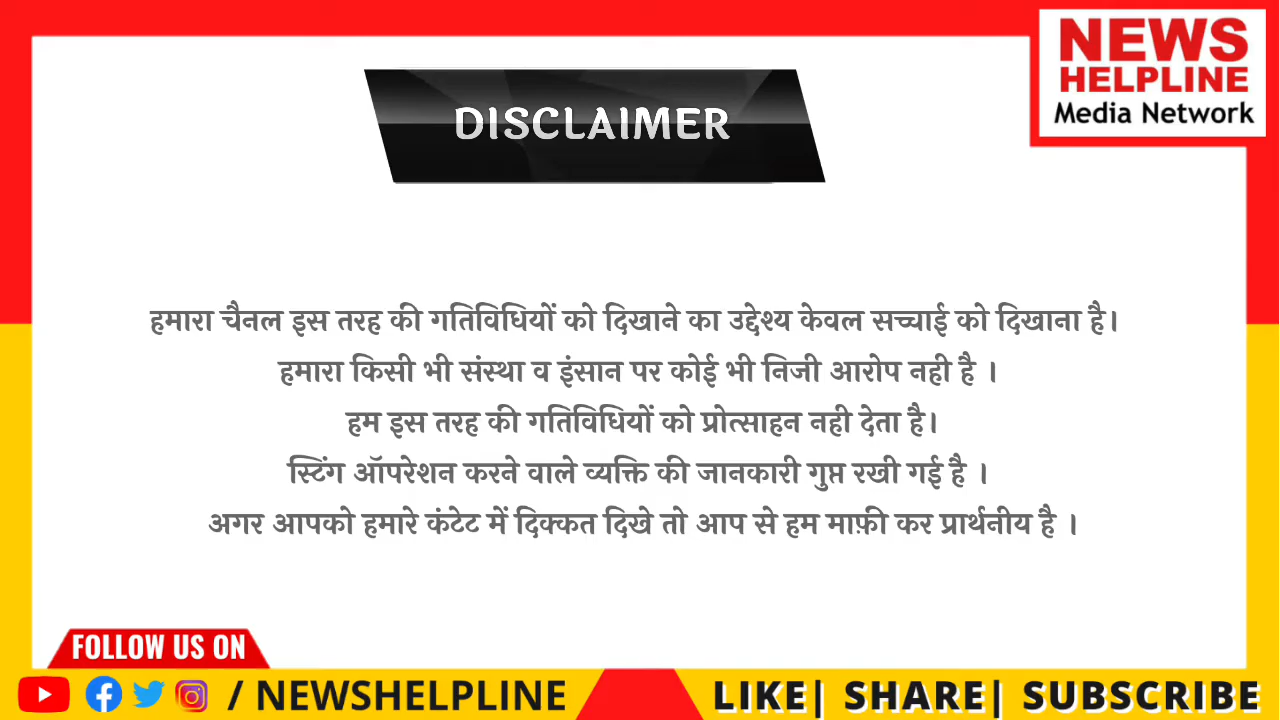 NEWS
HELPLINE
Media Network
DISCLAIMER
हमारा चैनल इस तरह की गतिविधियों को दिखाने का उद्देश्य केवल सच्चाई को दिखाना है।
हमारा किसी भी संस्था व इंसान पर कोई भी निजी आरोप नही है ।
हम इस तरह की गतिविधियों को प्रोत्साहन नही देता है।
स्टिंग ऑपरेशन करने वाले व्यक्ति की जानकारी गुप्त रखी गई है ।
अगर आपको हमारे कंटेट में दिक्कत दिखे तो आप से हम माफ़ी कर प्रार्थनीय है ।
FOLLOW US ON
/ NEWSHELPLINE
LIKE| SHARE| SUBSCRIBE